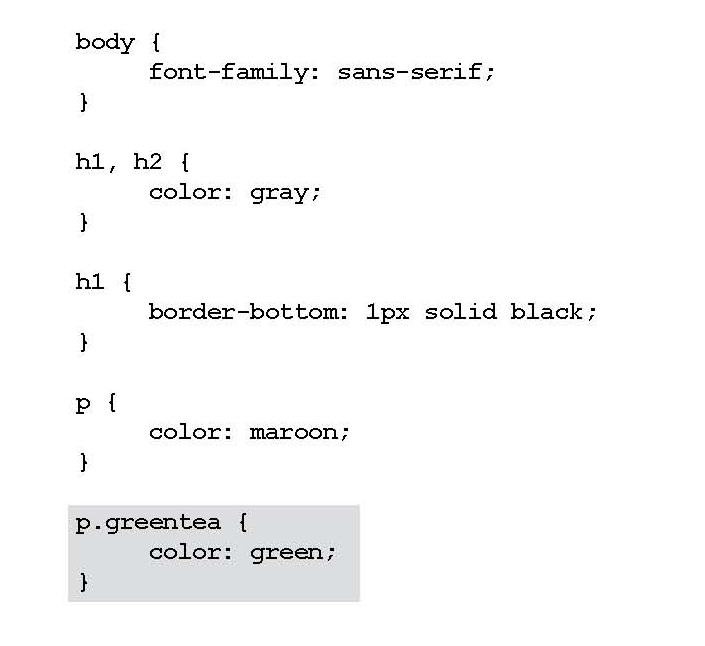 body {
font-family: sans-serif;
}
h1, h2 {
color: gray;
}
h1 {
border-bottom: 1px solid black;
}
p {
color: maroon;
}
p.greentea {
color: green;
}